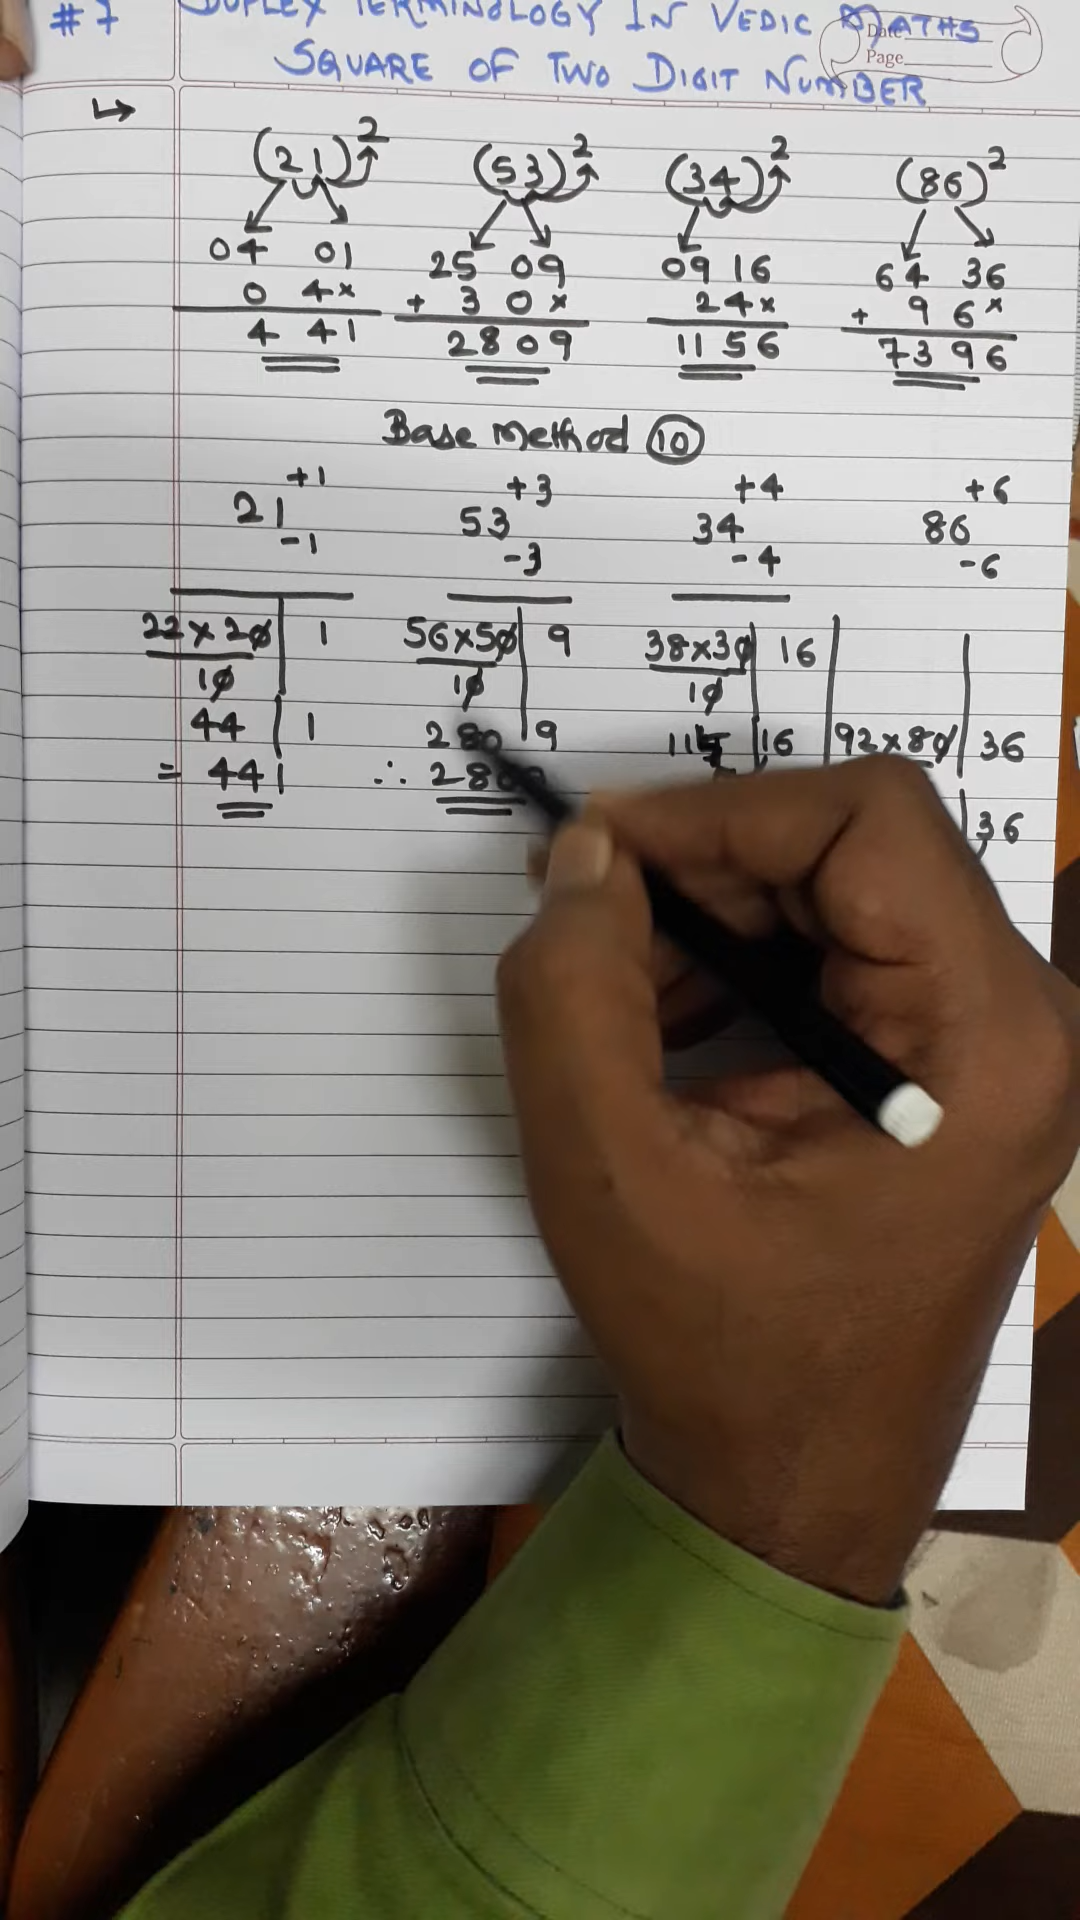 #7 DUPLEX TERMINOLOGY IN VEDIC MATHS
Date
Page
SQUARE OF TWO DIGIT NUMBER
(21)² (53)² (34)² (86)²
04 01 25 09 09 16 64 36
0 4× + 3 0× 24× + 9 6×
4 41 2809 1156 7396
Base Method 10
+1 +3 +4 +6
21 53 34 86
-1 -3 -4 -6
22×20 | 1 56×50 | 9 38×30 | 16
10 10 10
44 | 1 280 | 9 114 | 16 92×80 | 36
= 441 ∴ 2809 | 36